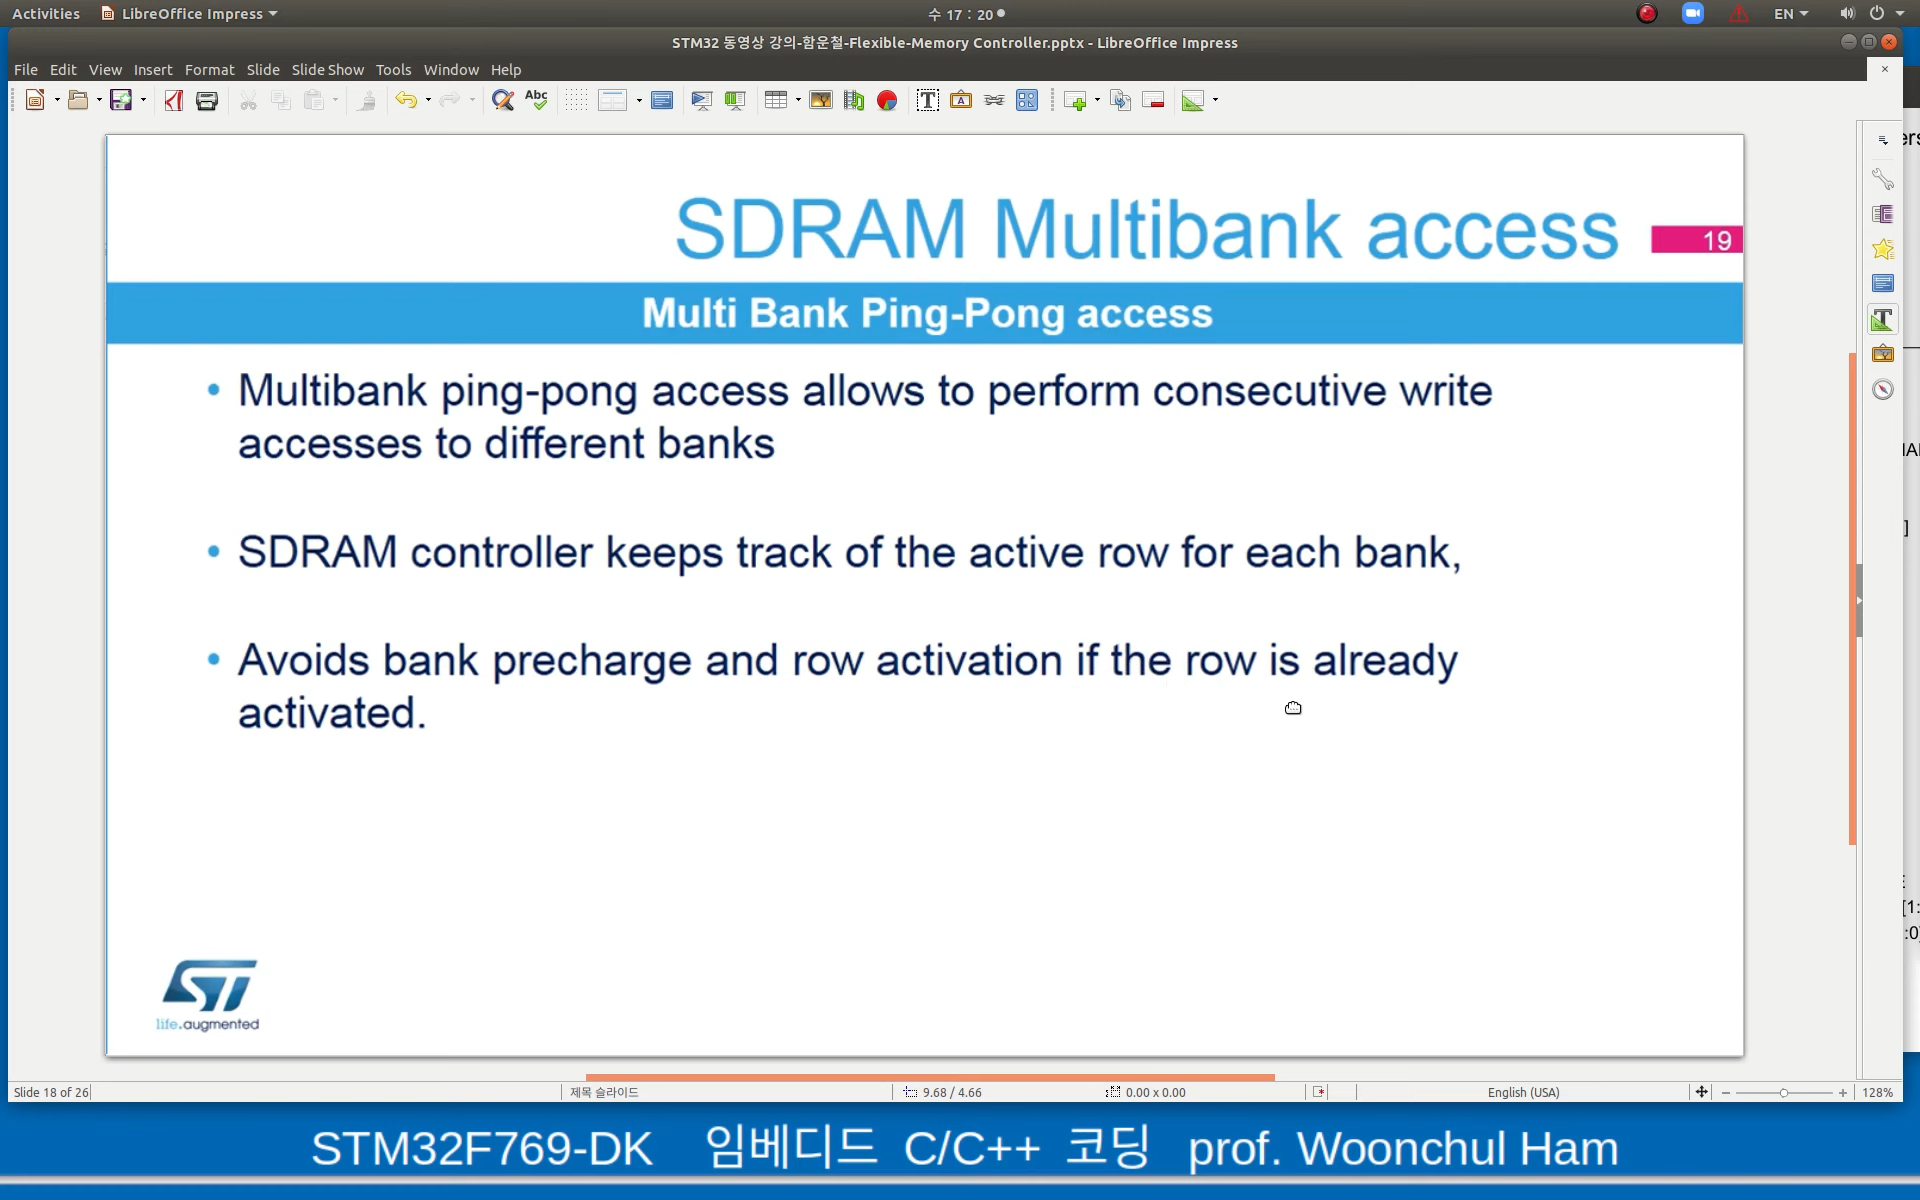 Activities LibreOffice Impress 수 17 : 20 EN
STM32 동영상 강의-함운철-Flexible-Memory Controller.pptx - LibreOffice Impress
File Edit View Insert Format Slide Slide Show Tools Window Help
SDRAM Multibank access 19
Multi Bank Ping-Pong access
• Multibank ping-pong access allows to perform consecutive write
accesses to different banks
• SDRAM controller keeps track of the active row for each bank,
• Avoids bank precharge and row activation if the row is already
activated.
ST
life.augmented
Slide 18 of 26 제목 슬라이드 9.68 / 4.66 0.00 x 0.00 English (USA) 128%
STM32F769-DK 임베디드 C/C++ 코딩 prof. Woonchul Ham